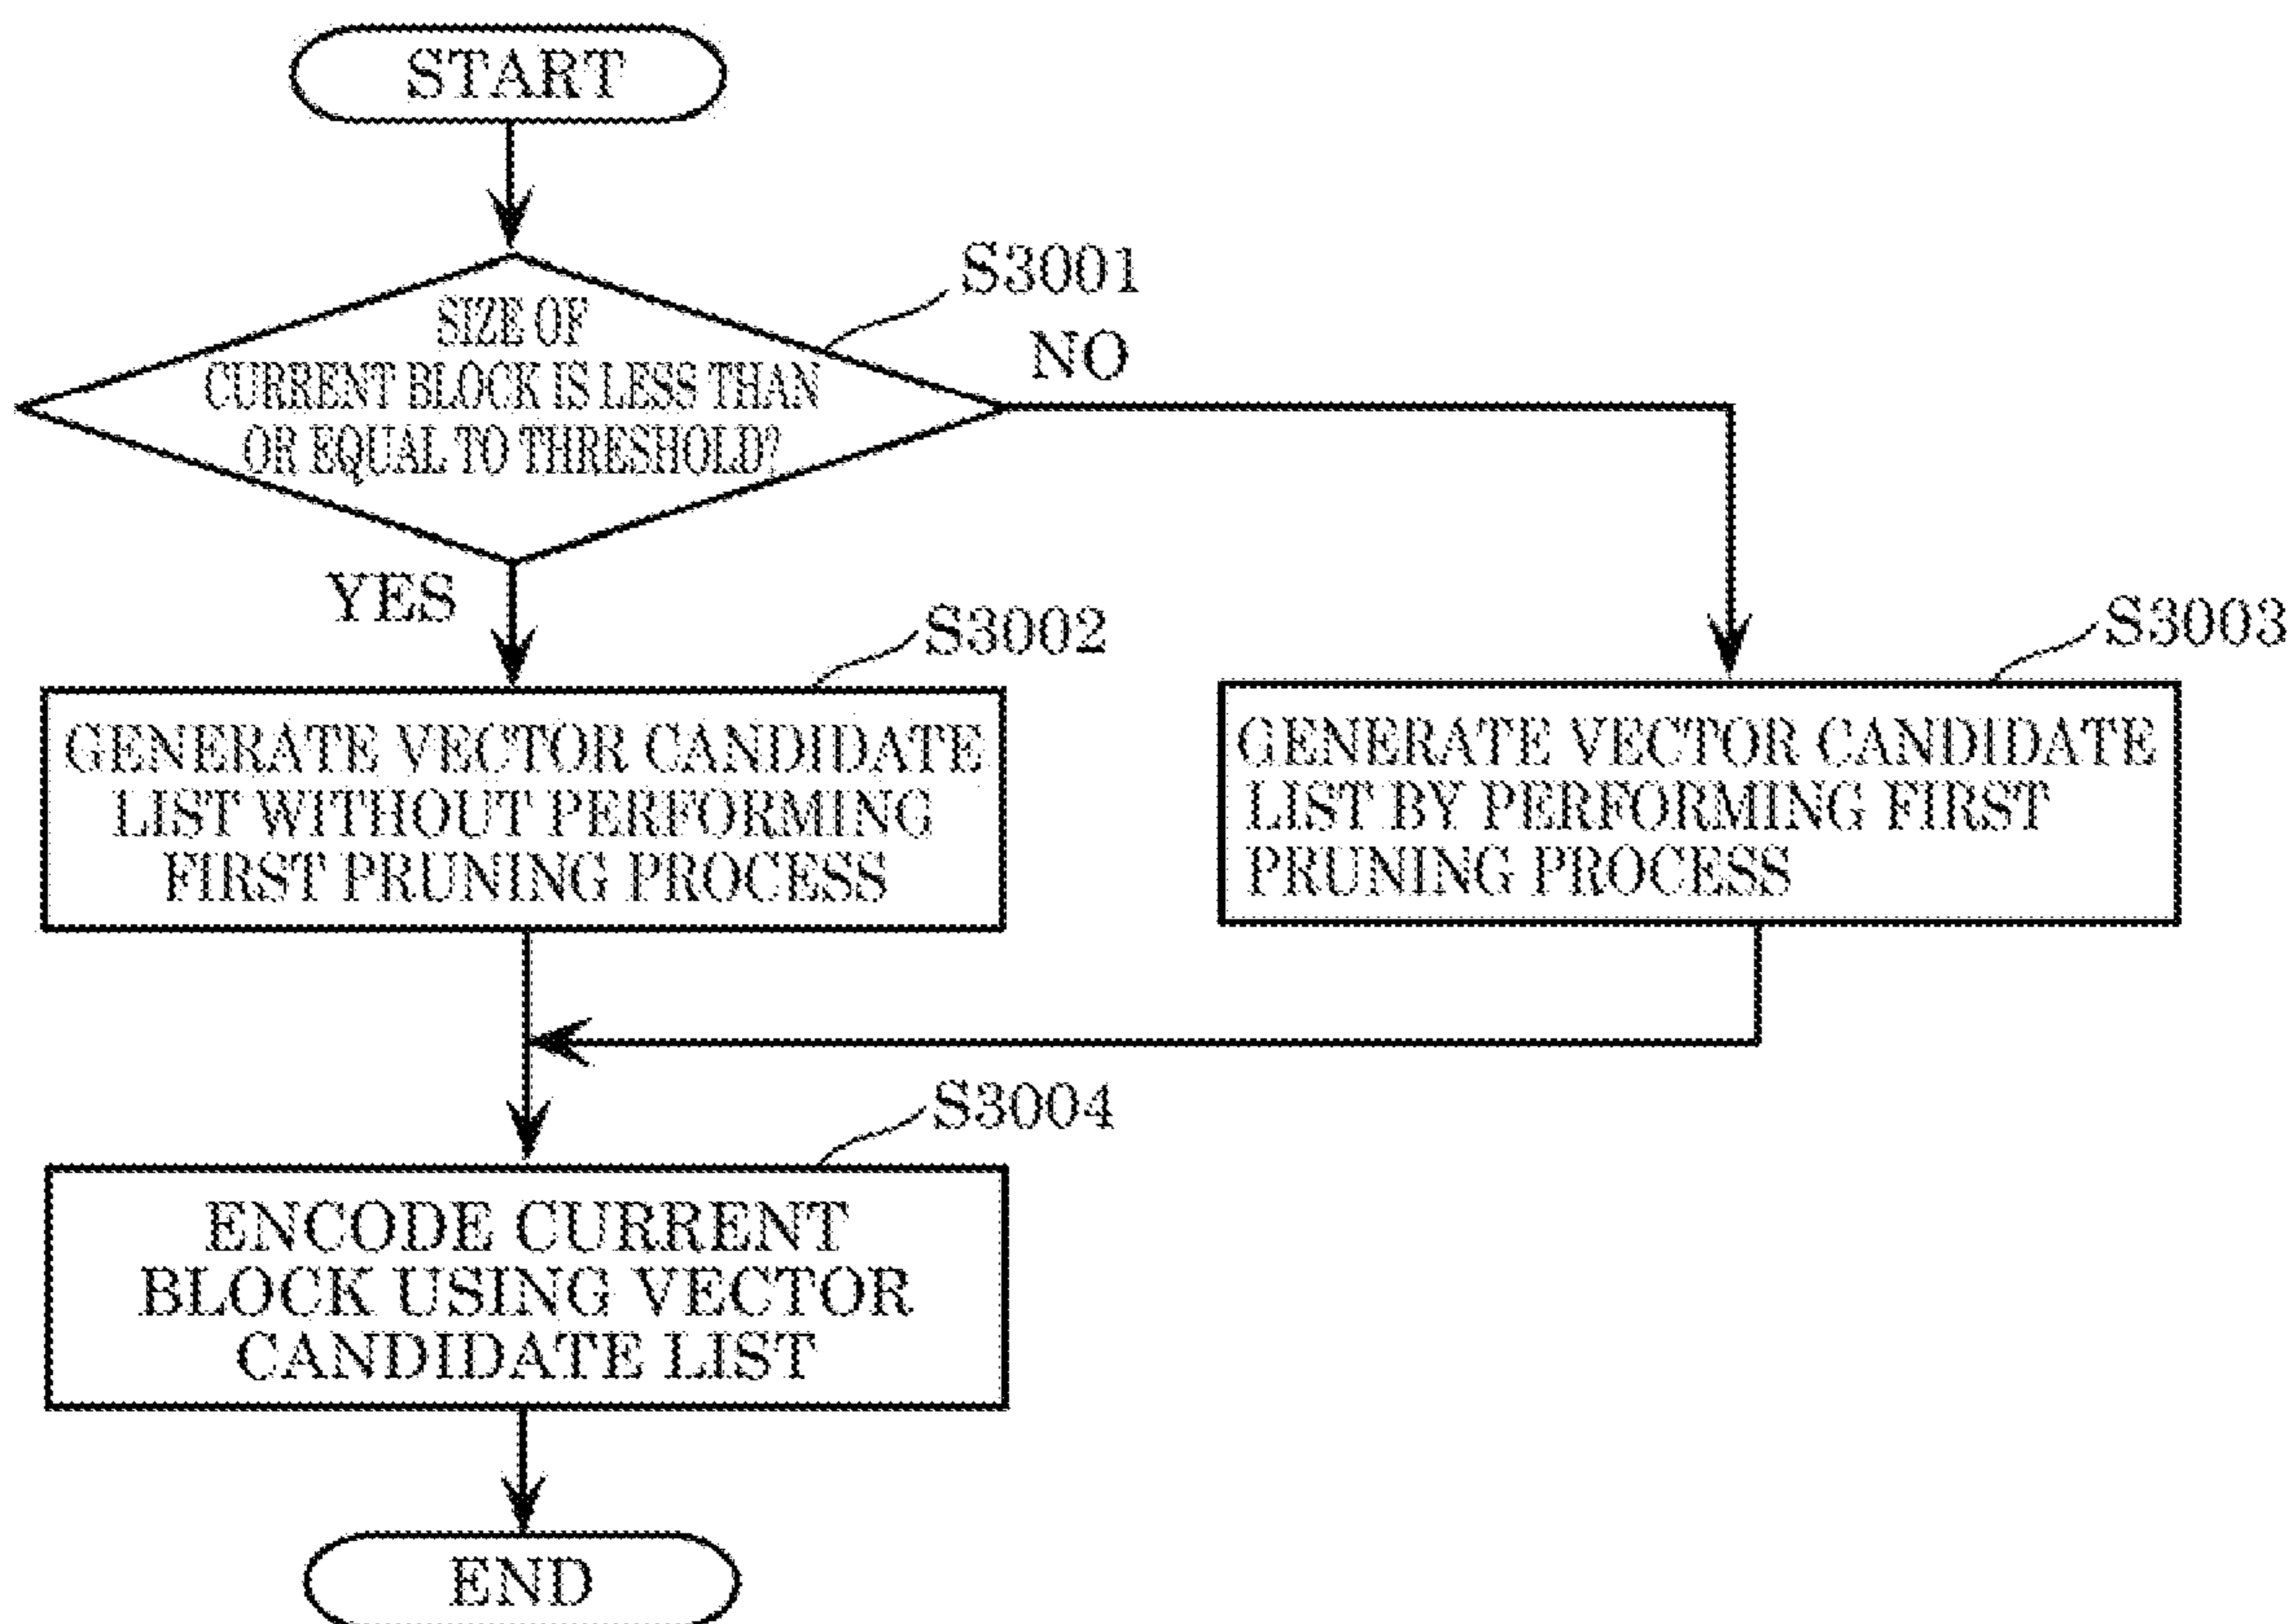 START
S3001
SIZE OF
CURRENT BLOCK IS LESS THAN
OR EQUAL TO THRESHOLD?
NO
YES
S3002
GENERATE VECTOR CANDIDATE
LIST WITHOUT PERFORMING
FIRST PRUNING PROCESS
S3003
GENERATE VECTOR CANDIDATE
LIST BY PERFORMING FIRST
PRUNING PROCESS
S3004
ENCODE CURRENT
BLOCK USING VECTOR
CANDIDATE LIST
END